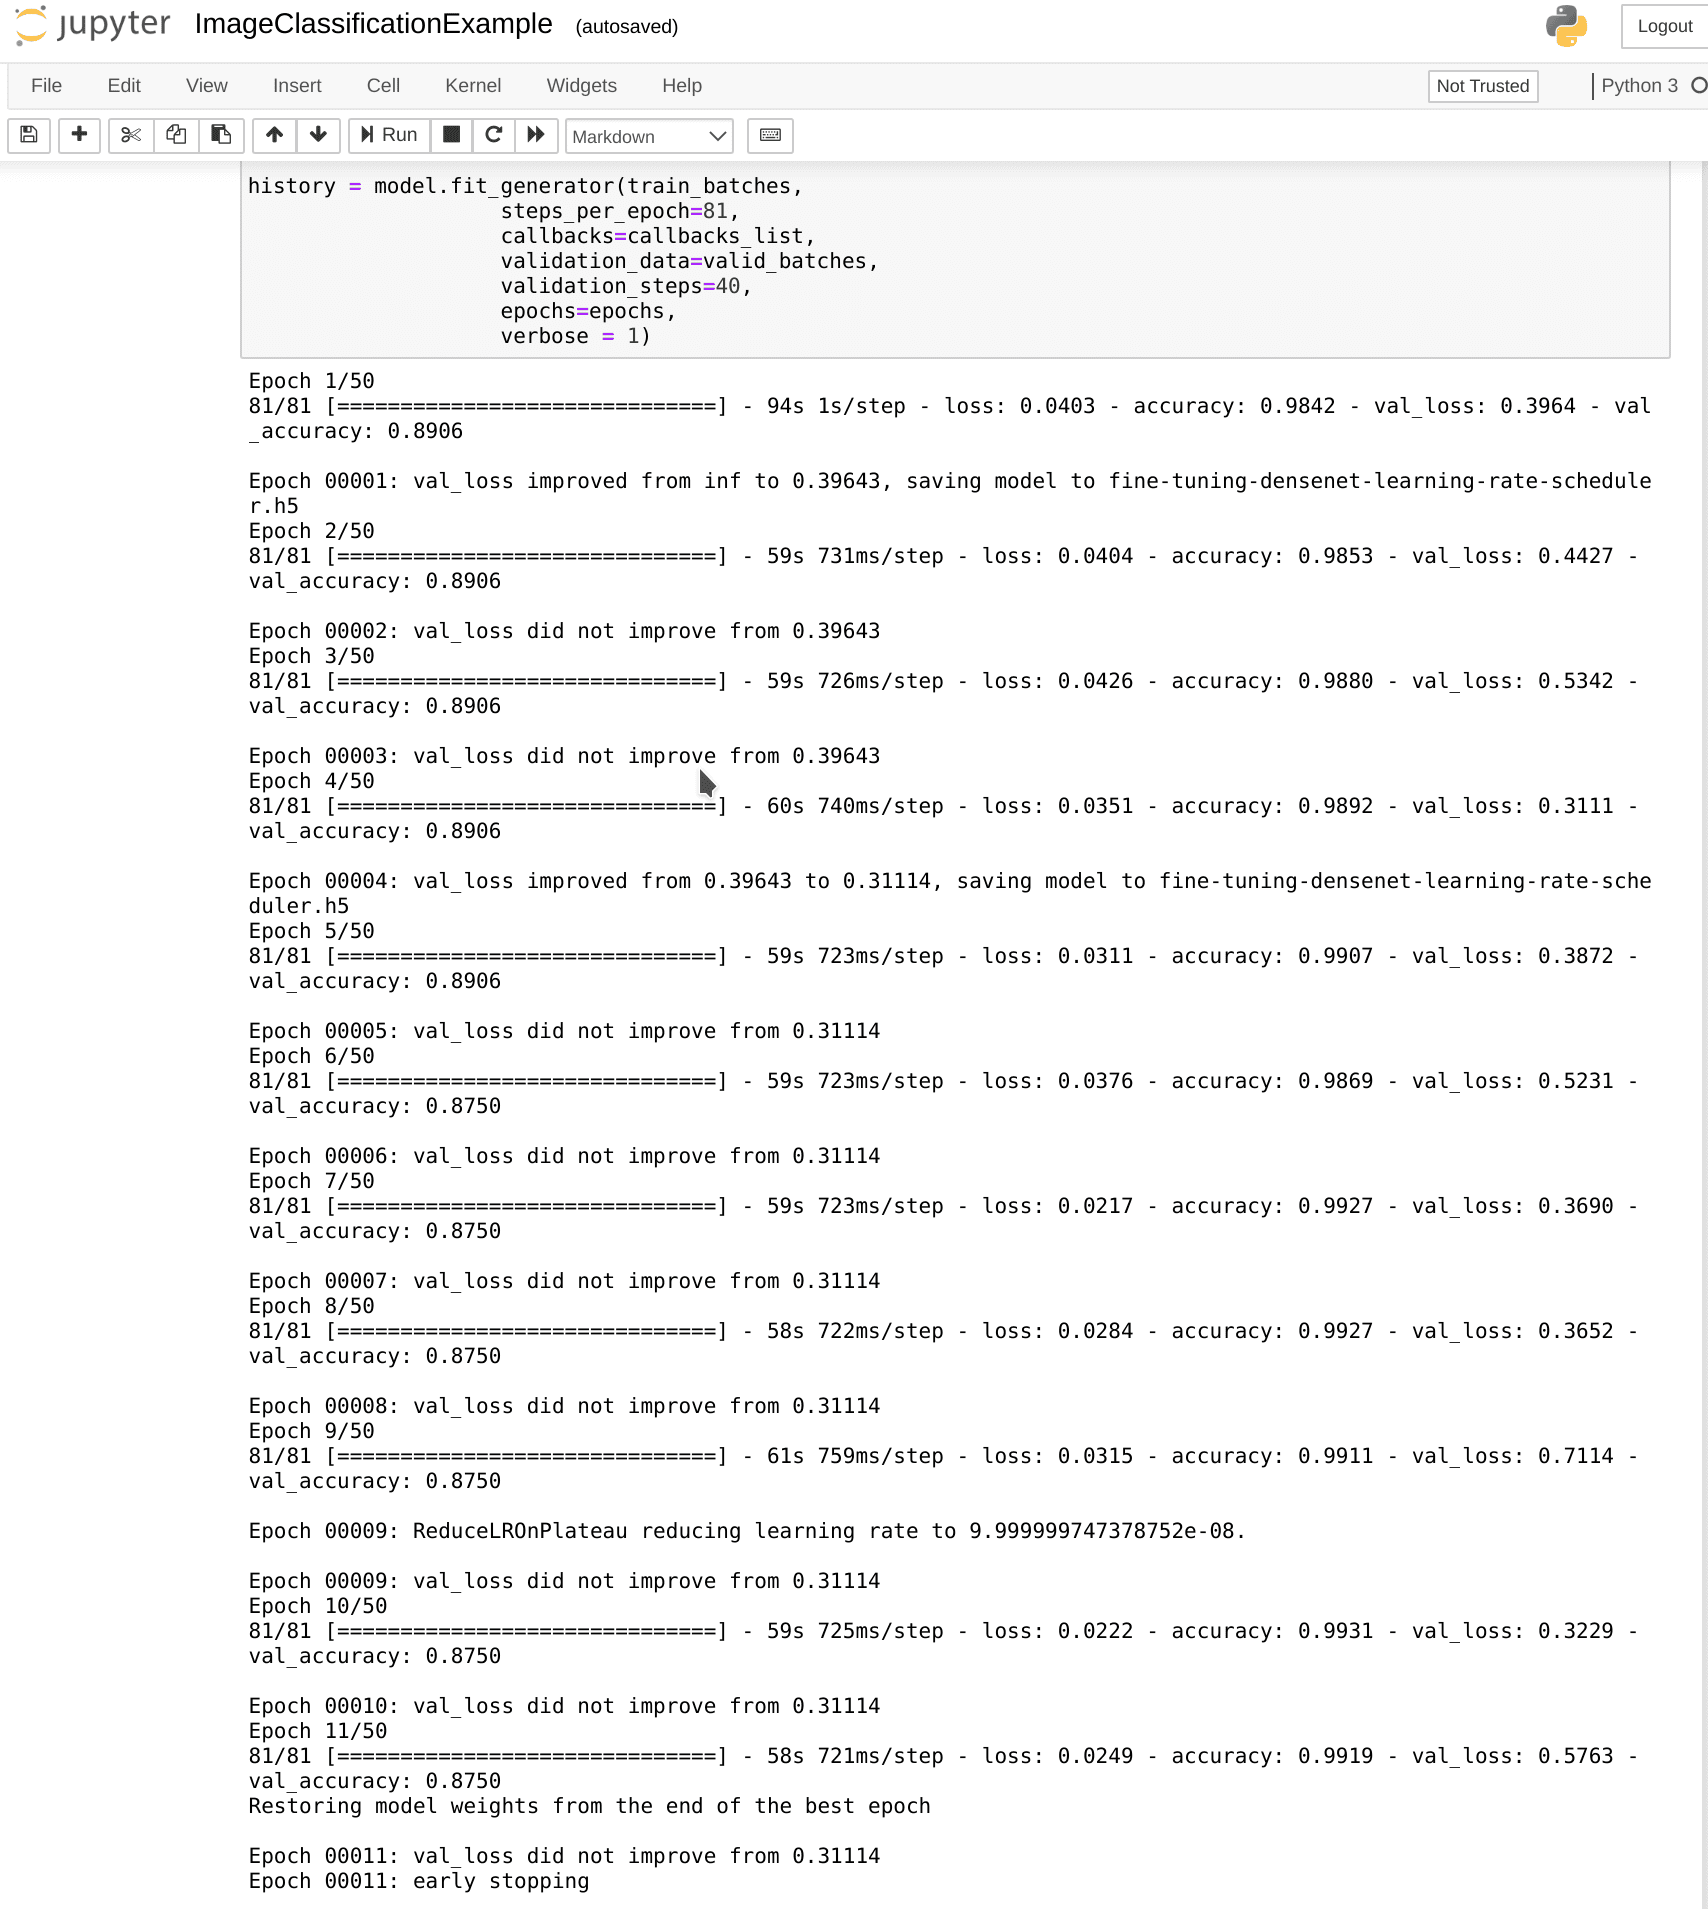 jupyter ImageClassificationExample (autosaved) Logout
File Edit View Insert Cell Kernel Widgets Help Not Trusted Python 3
Run Markdown
history = model.fit_generator(train_batches,
steps_per_epoch=81,
callbacks=callbacks_list,
validation_data=valid_batches,
validation_steps=40,
epochs=epochs,
verbose = 1)
Epoch 1/50
81/81 [==============================] - 94s 1s/step - loss: 0.0403 - accuracy: 0.9842 - val_loss: 0.3964 - val
_accuracy: 0.8906
Epoch 00001: val_loss improved from inf to 0.39643, saving model to fine-tuning-densenet-learning-rate-schedule
r.h5
Epoch 2/50
81/81 [==============================] - 59s 731ms/step - loss: 0.0404 - accuracy: 0.9853 - val_loss: 0.4427 -
val_accuracy: 0.8906
Epoch 00002: val_loss did not improve from 0.39643
Epoch 3/50
81/81 [==============================] - 59s 726ms/step - loss: 0.0426 - accuracy: 0.9880 - val_loss: 0.5342 -
val_accuracy: 0.8906
Epoch 00003: val_loss did not improve from 0.39643
Epoch 4/50
81/81 [==============================] - 60s 740ms/step - loss: 0.0351 - accuracy: 0.9892 - val_loss: 0.3111 -
val_accuracy: 0.8906
Epoch 00004: val_loss improved from 0.39643 to 0.31114, saving model to fine-tuning-densenet-learning-rate-sche
duler.h5
Epoch 5/50
81/81 [==============================] - 59s 723ms/step - loss: 0.0311 - accuracy: 0.9907 - val_loss: 0.3872 -
val_accuracy: 0.8906
Epoch 00005: val_loss did not improve from 0.31114
Epoch 6/50
81/81 [==============================] - 59s 723ms/step - loss: 0.0376 - accuracy: 0.9869 - val_loss: 0.5231 -
val_accuracy: 0.8750
Epoch 00006: val_loss did not improve from 0.31114
Epoch 7/50
81/81 [==============================] - 59s 723ms/step - loss: 0.0217 - accuracy: 0.9927 - val_loss: 0.3690 -
val_accuracy: 0.8750
Epoch 00007: val_loss did not improve from 0.31114
Epoch 8/50
81/81 [==============================] - 58s 722ms/step - loss: 0.0284 - accuracy: 0.9927 - val_loss: 0.3652 -
val_accuracy: 0.8750
Epoch 00008: val_loss did not improve from 0.31114
Epoch 9/50
81/81 [==============================] - 61s 759ms/step - loss: 0.0315 - accuracy: 0.9911 - val_loss: 0.7114 -
val_accuracy: 0.8750
Epoch 00009: ReduceLROnPlateau reducing learning rate to 9.999999747378752e-08.
Epoch 00009: val_loss did not improve from 0.31114
Epoch 10/50
81/81 [==============================] - 59s 725ms/step - loss: 0.0222 - accuracy: 0.9931 - val_loss: 0.3229 -
val_accuracy: 0.8750
Epoch 00010: val_loss did not improve from 0.31114
Epoch 11/50
81/81 [==============================] - 58s 721ms/step - loss: 0.0249 - accuracy: 0.9919 - val_loss: 0.5763 -
val_accuracy: 0.8750
Restoring model weights from the end of the best epoch
Epoch 00011: val_loss did not improve from 0.31114
Epoch 00011: early stopping